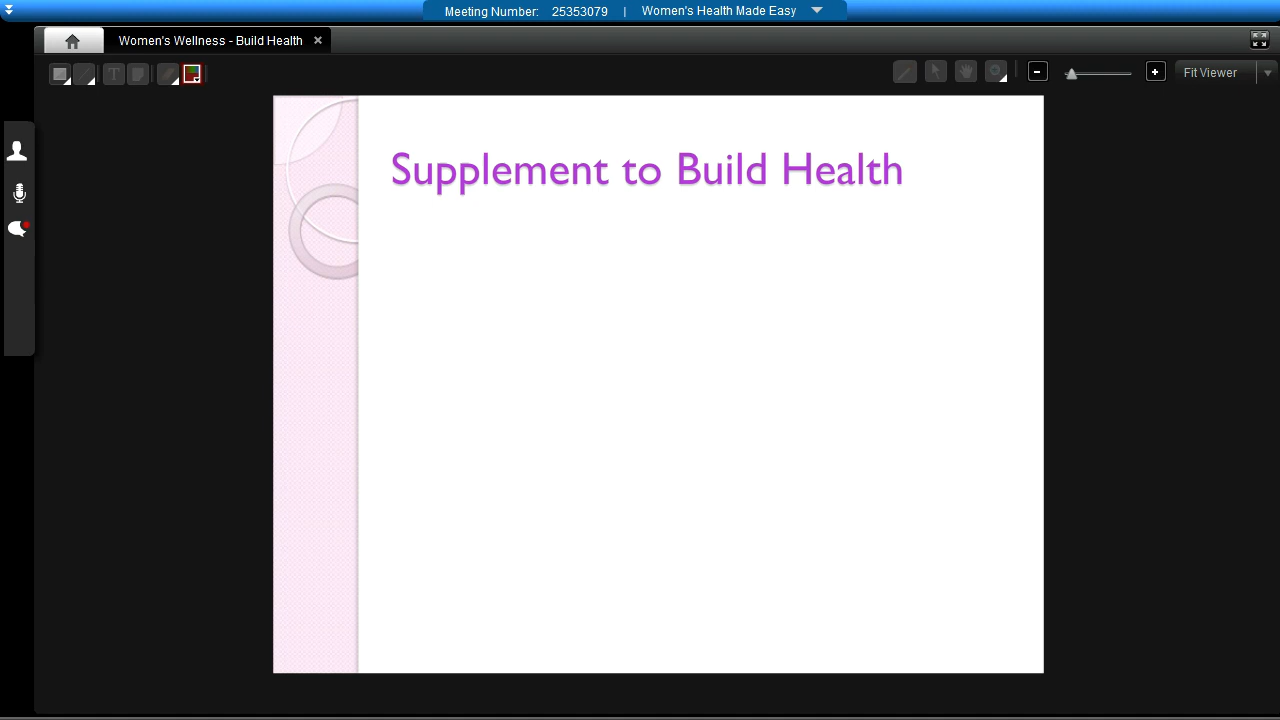 Meeting Number: 25353079 | Women's Health Made Easy
Women's Wellness - Build Health
T
Fit Viewer
Supplement to Build Health